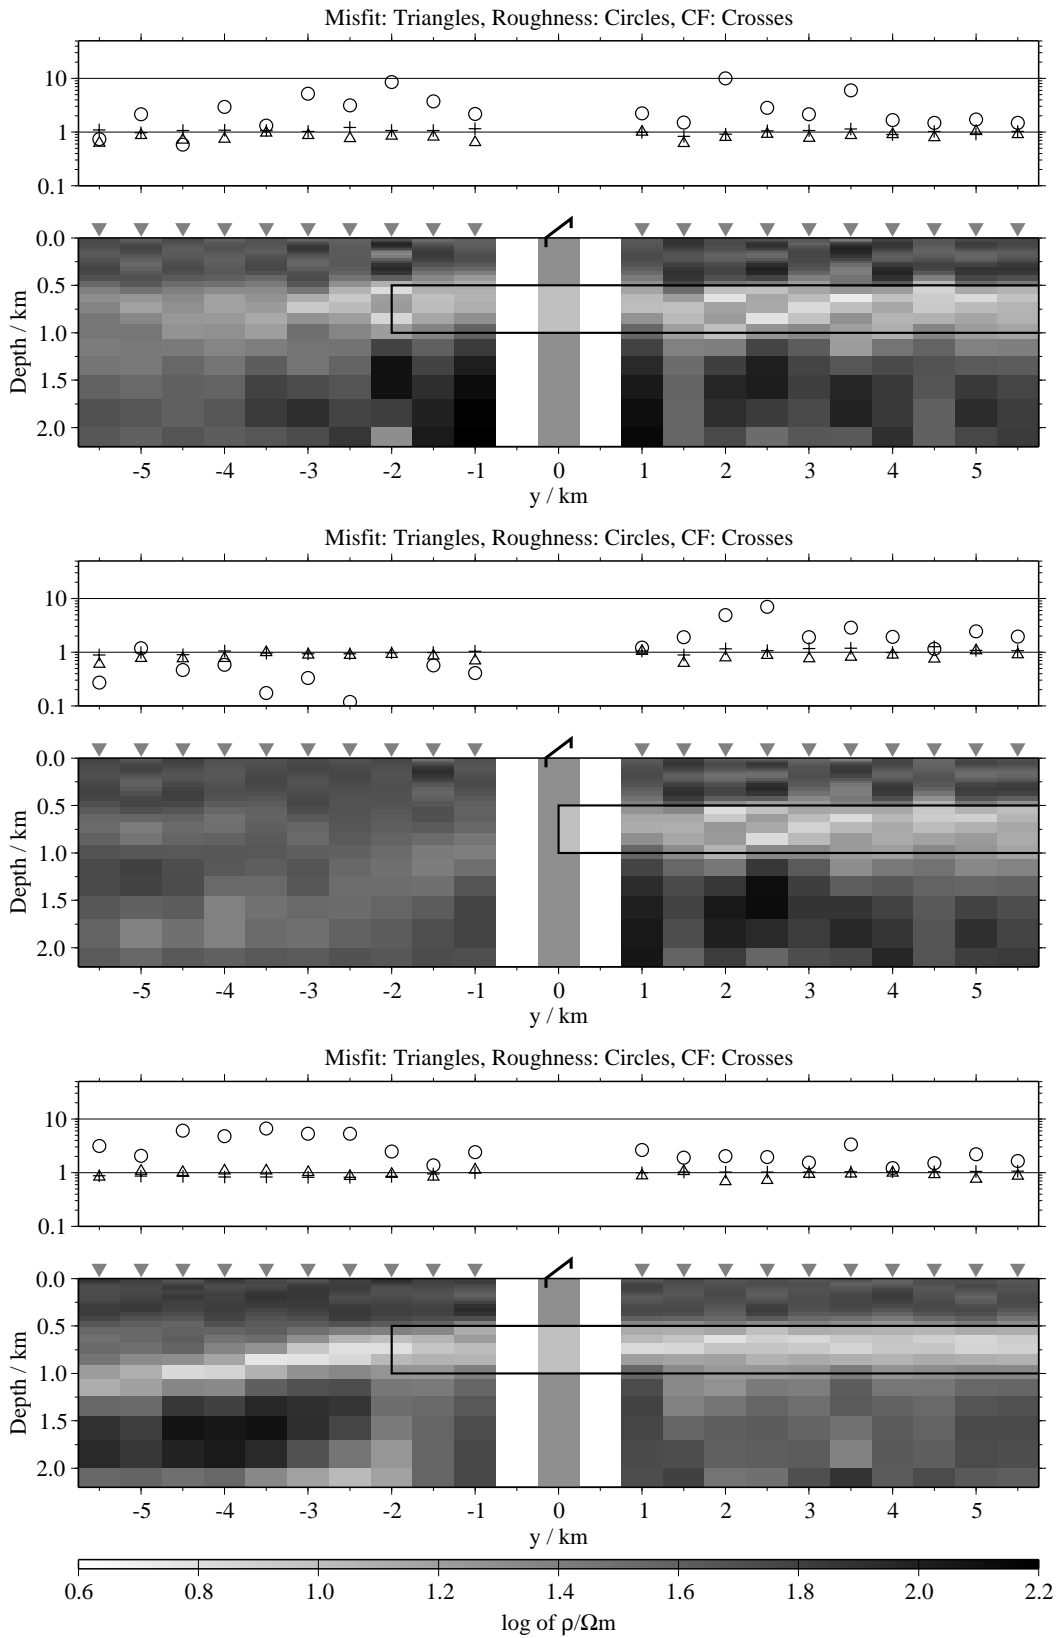 Misfit: Triangles, Roughness: Circles, CF: Crosses
10
1
0.1
0.0
0.5
1.0
1.5
2.0
Depth / km
-5 -4 -3 -2 -1 0 1 2 3 4 5
y / km
Misfit: Triangles, Roughness: Circles, CF: Crosses
10
1
0.1
0.0
0.5
1.0
1.5
2.0
Depth / km
-5 -4 -3 -2 -1 0 1 2 3 4 5
y / km
Misfit: Triangles, Roughness: Circles, CF: Crosses
10
1
0.1
0.0
0.5
1.0
1.5
2.0
Depth / km
-5 -4 -3 -2 -1 0 1 2 3 4 5
y / km
0.6 0.8 1.0 1.2 1.4 1.6 1.8 2.0 2.2
log of ρ/Ωm